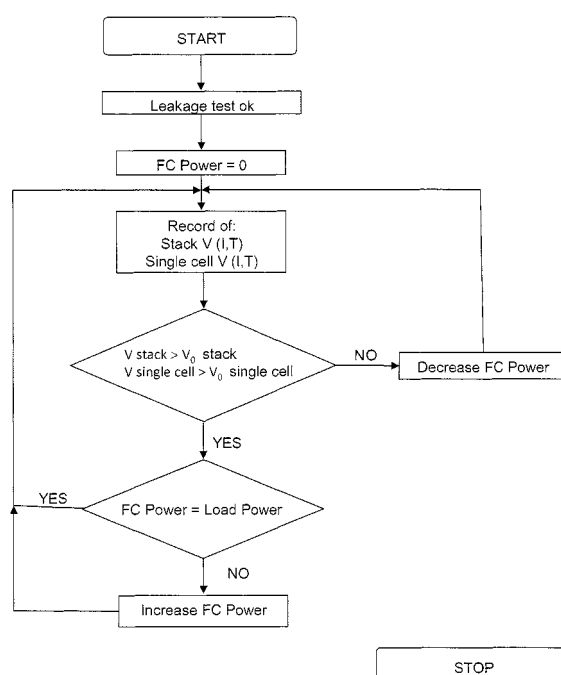 START
Leakage test ok
FC Power = 0
Record of:
Stack V (I,T)
Single cell V (I,T)
V stack > V₀ stack
V single cell > V₀ single cell
NO
Decrease FC Power
YES
YES
FC Power = Load Power
NO
Increase FC Power
STOP